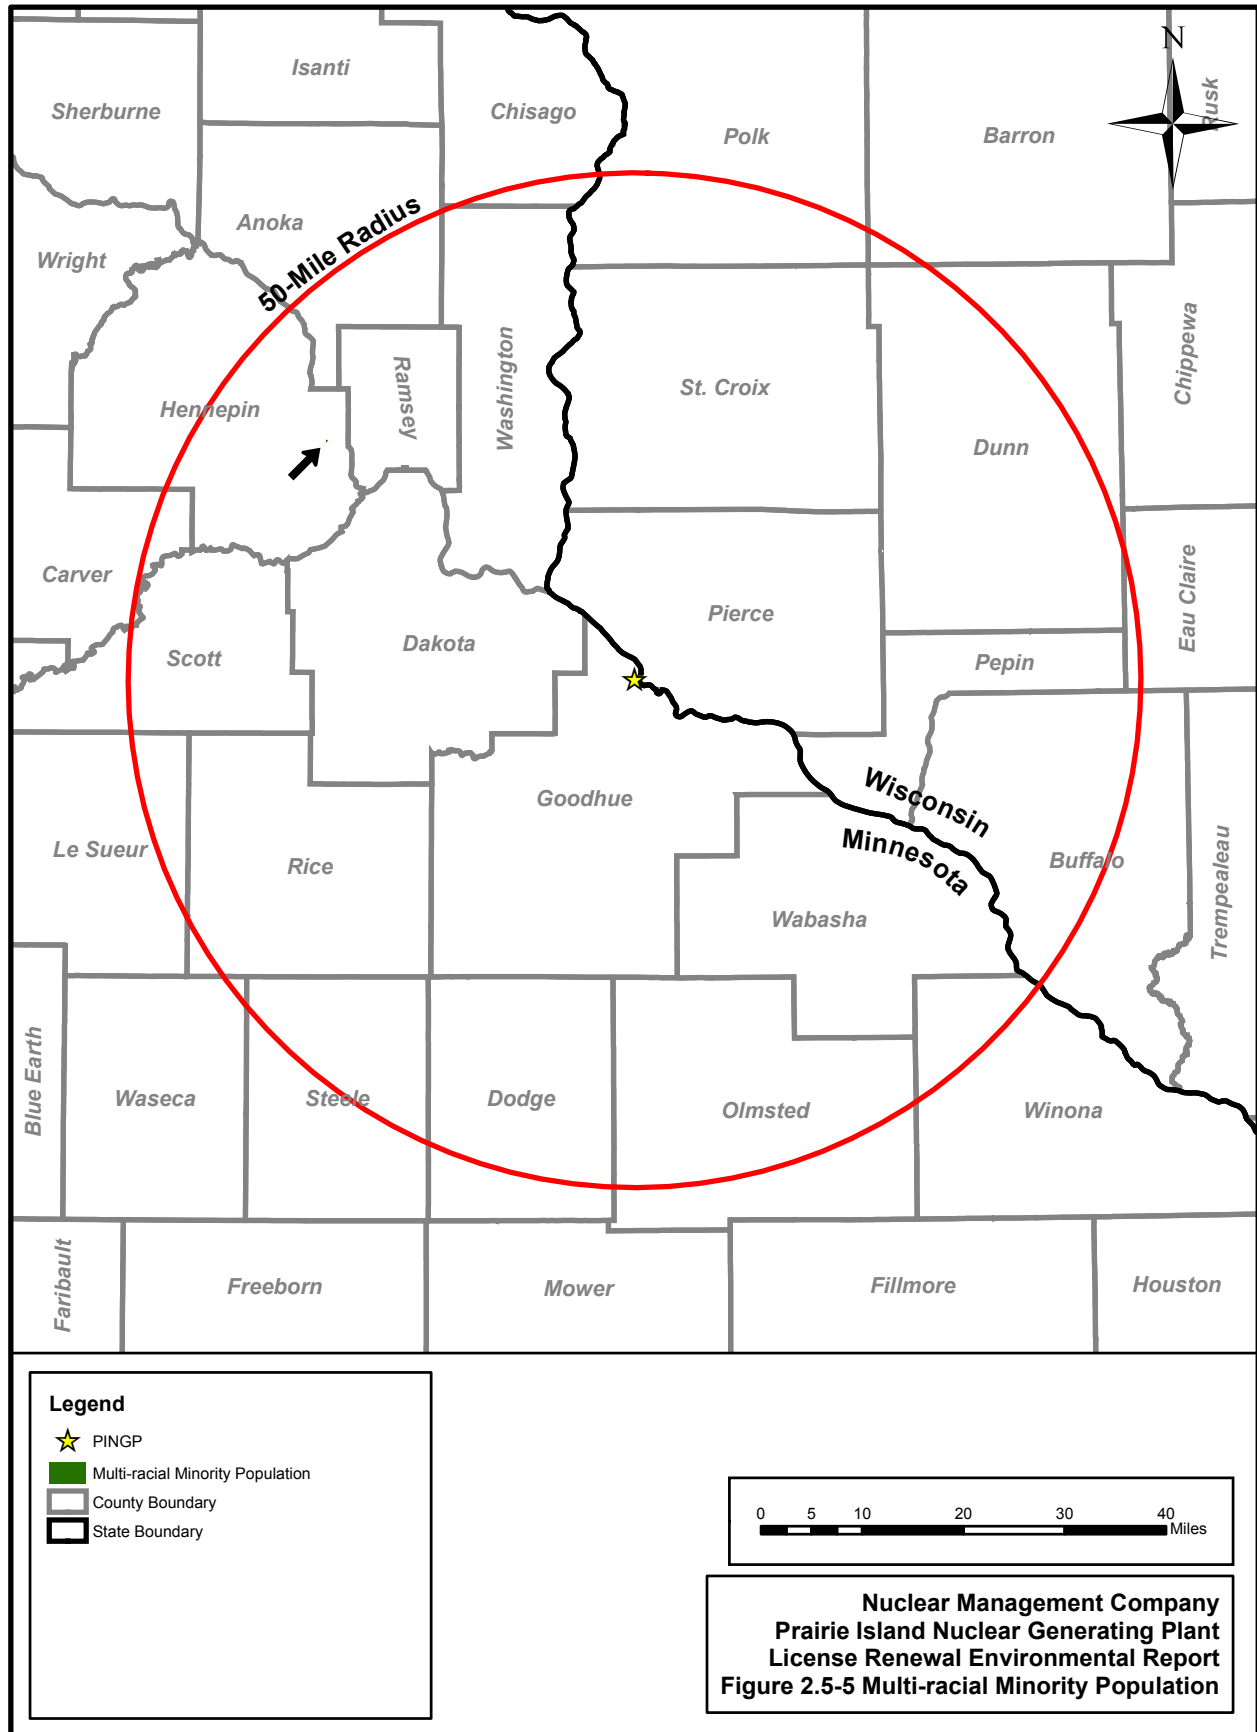 N
Isanti
Sherburne
Chisago
Polk
Barron
Rusk
Anoka
50-Mile Radius
Wright
Hennepin
Ramsey
Washington
St. Croix
Chippewa
Dunn
Carver
Scott
Dakota
Pierce
Pepin
Eau Claire
Goodhue
Wisconsin
Minnesota
Le Sueur
Rice
Buffalo
Trempealeau
Wabasha
Blue Earth
Waseca
Steele
Dodge
Olmsted
Winona
Faribault
Freeborn
Mower
Fillmore
Houston
Legend
PINGP
Multi-racial Minority Population
County Boundary
State Boundary
0 5 10 20 30 40
Miles
Nuclear Management Company
Prairie Island Nuclear Generating Plant
License Renewal Environmental Report
Figure 2.5-5 Multi-racial Minority Population